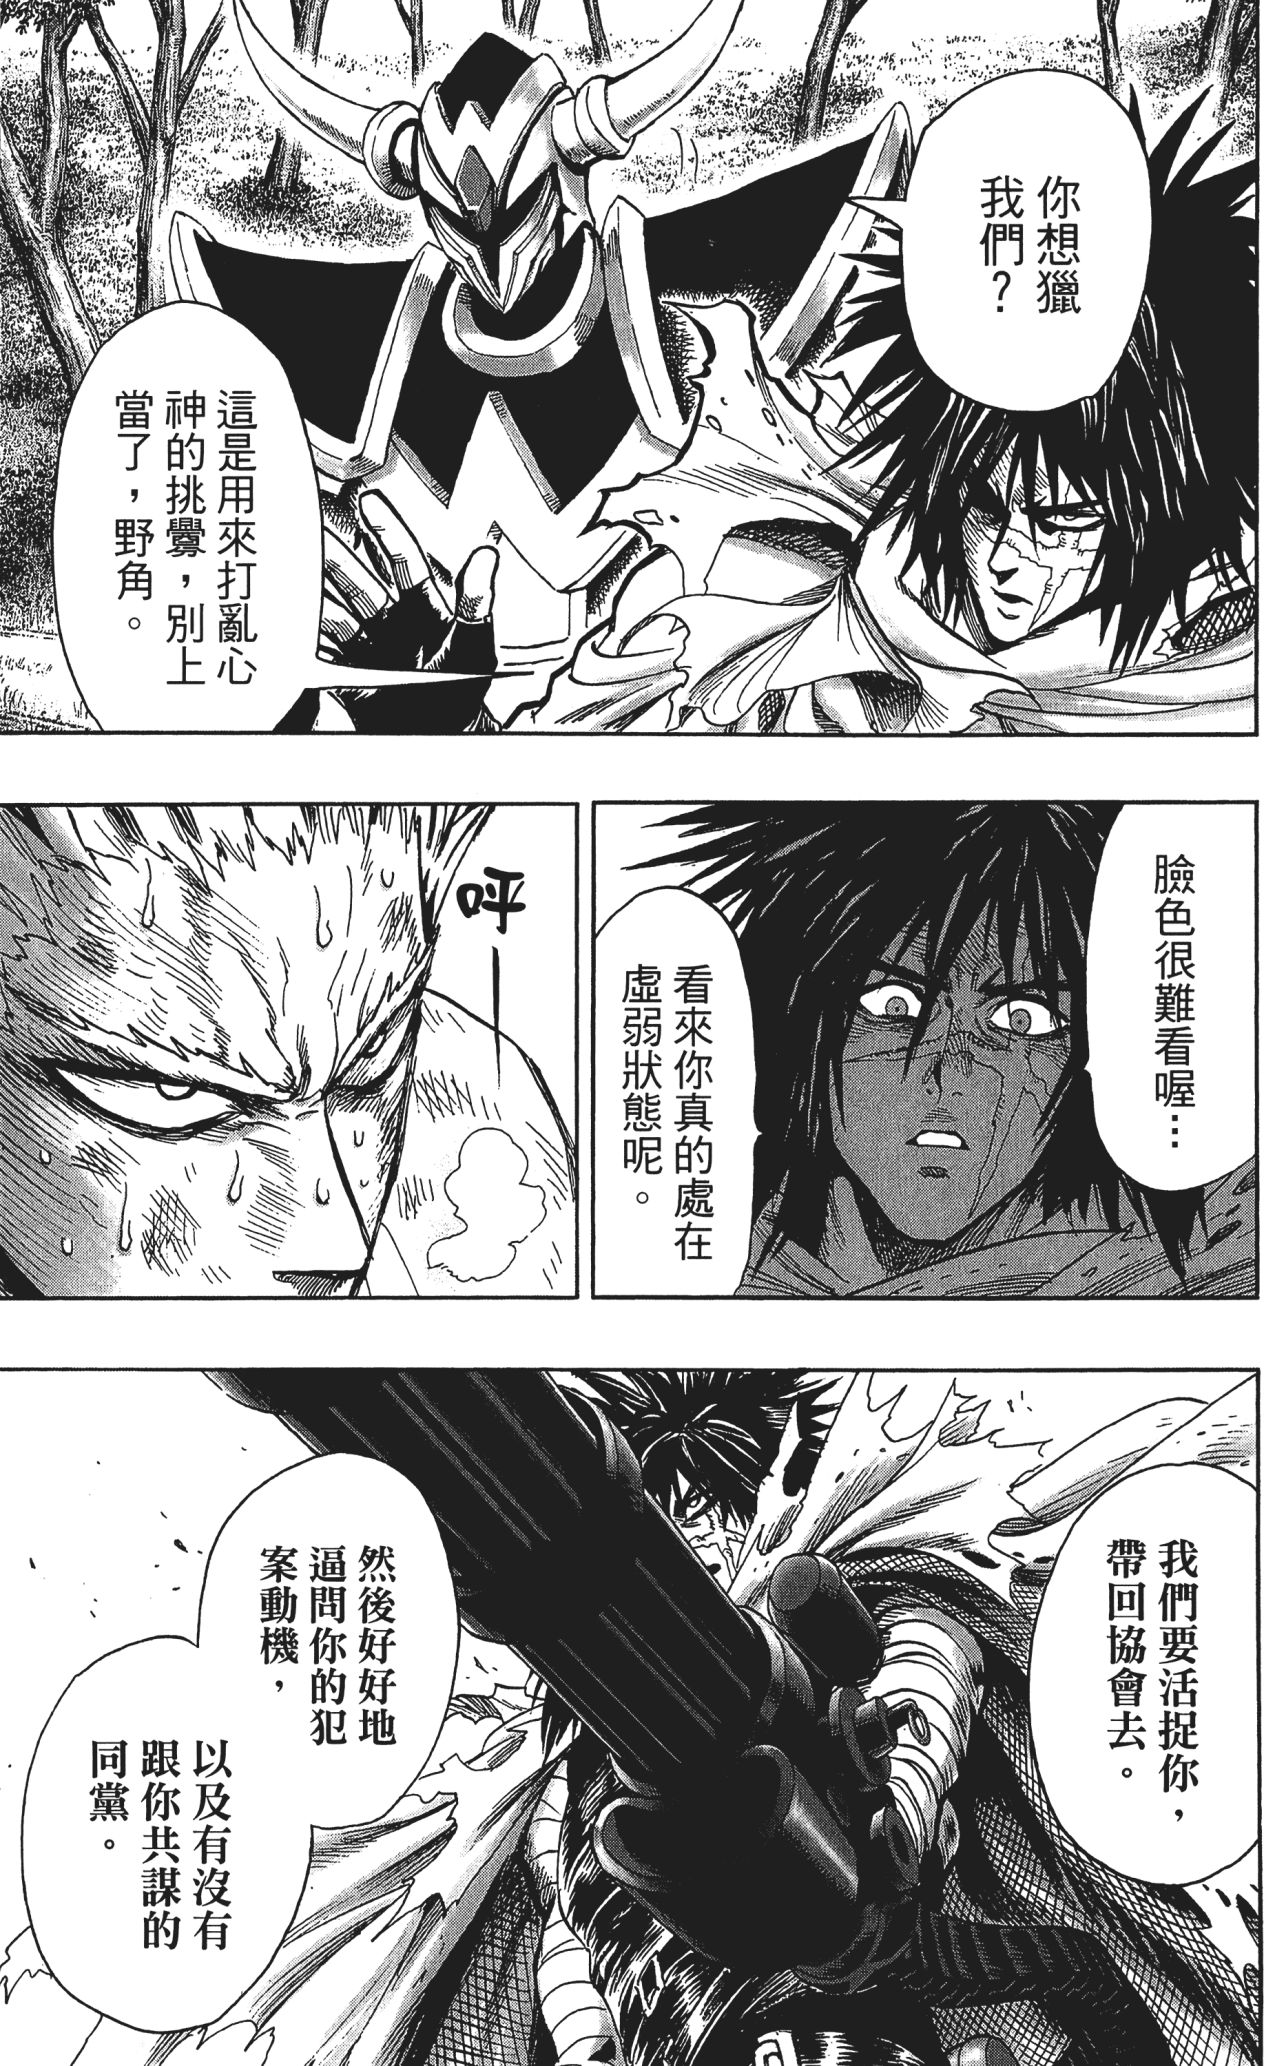 你想獵
我們？
這是用來打亂心
神的挑釁，別上
當了，野角。
臉色很難看喔…
看來你真的處在
虛弱狀態呢。
呼—
我們要活捉你，
帶回協會去。
然後好好地
逼問你的犯
案動機，
以及有沒有
跟你共謀的
同黨。